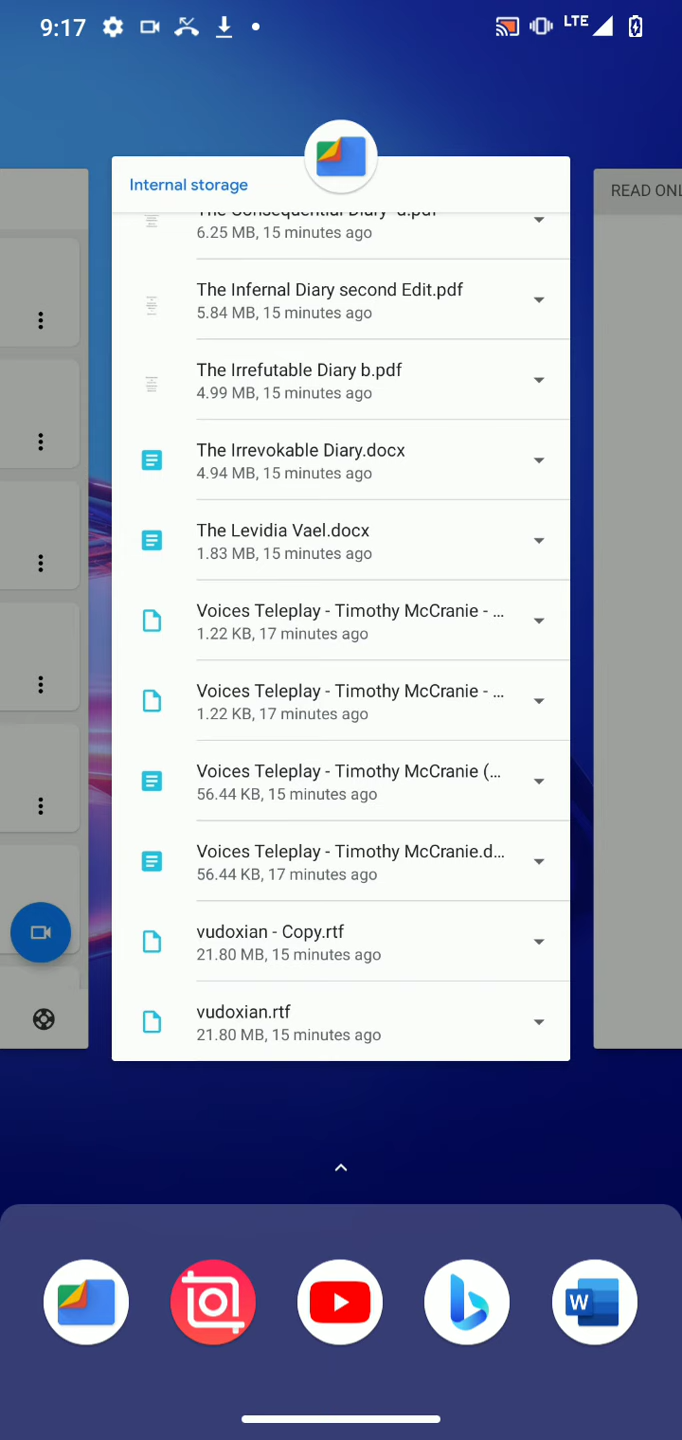 9:17
LTE
Internal storage
READ ONL
The Consequential Diary -d.pdf
6.25 MB, 15 minutes ago
The Infernal Diary second Edit.pdf
5.84 MB, 15 minutes ago
The Irrefutable Diary b.pdf
4.99 MB, 15 minutes ago
The Irrevokable Diary.docx
4.94 MB, 15 minutes ago
The Levidia Vael.docx
1.83 MB, 15 minutes ago
Voices Teleplay - Timothy McCranie - ...
1.22 KB, 17 minutes ago
Voices Teleplay - Timothy McCranie - ...
1.22 KB, 17 minutes ago
Voices Teleplay - Timothy McCranie (...
56.44 KB, 15 minutes ago
Voices Teleplay - Timothy McCranie.d...
56.44 KB, 17 minutes ago
vudoxian - Copy.rtf
21.80 MB, 15 minutes ago
vudoxian.rtf
21.80 MB, 15 minutes ago
W